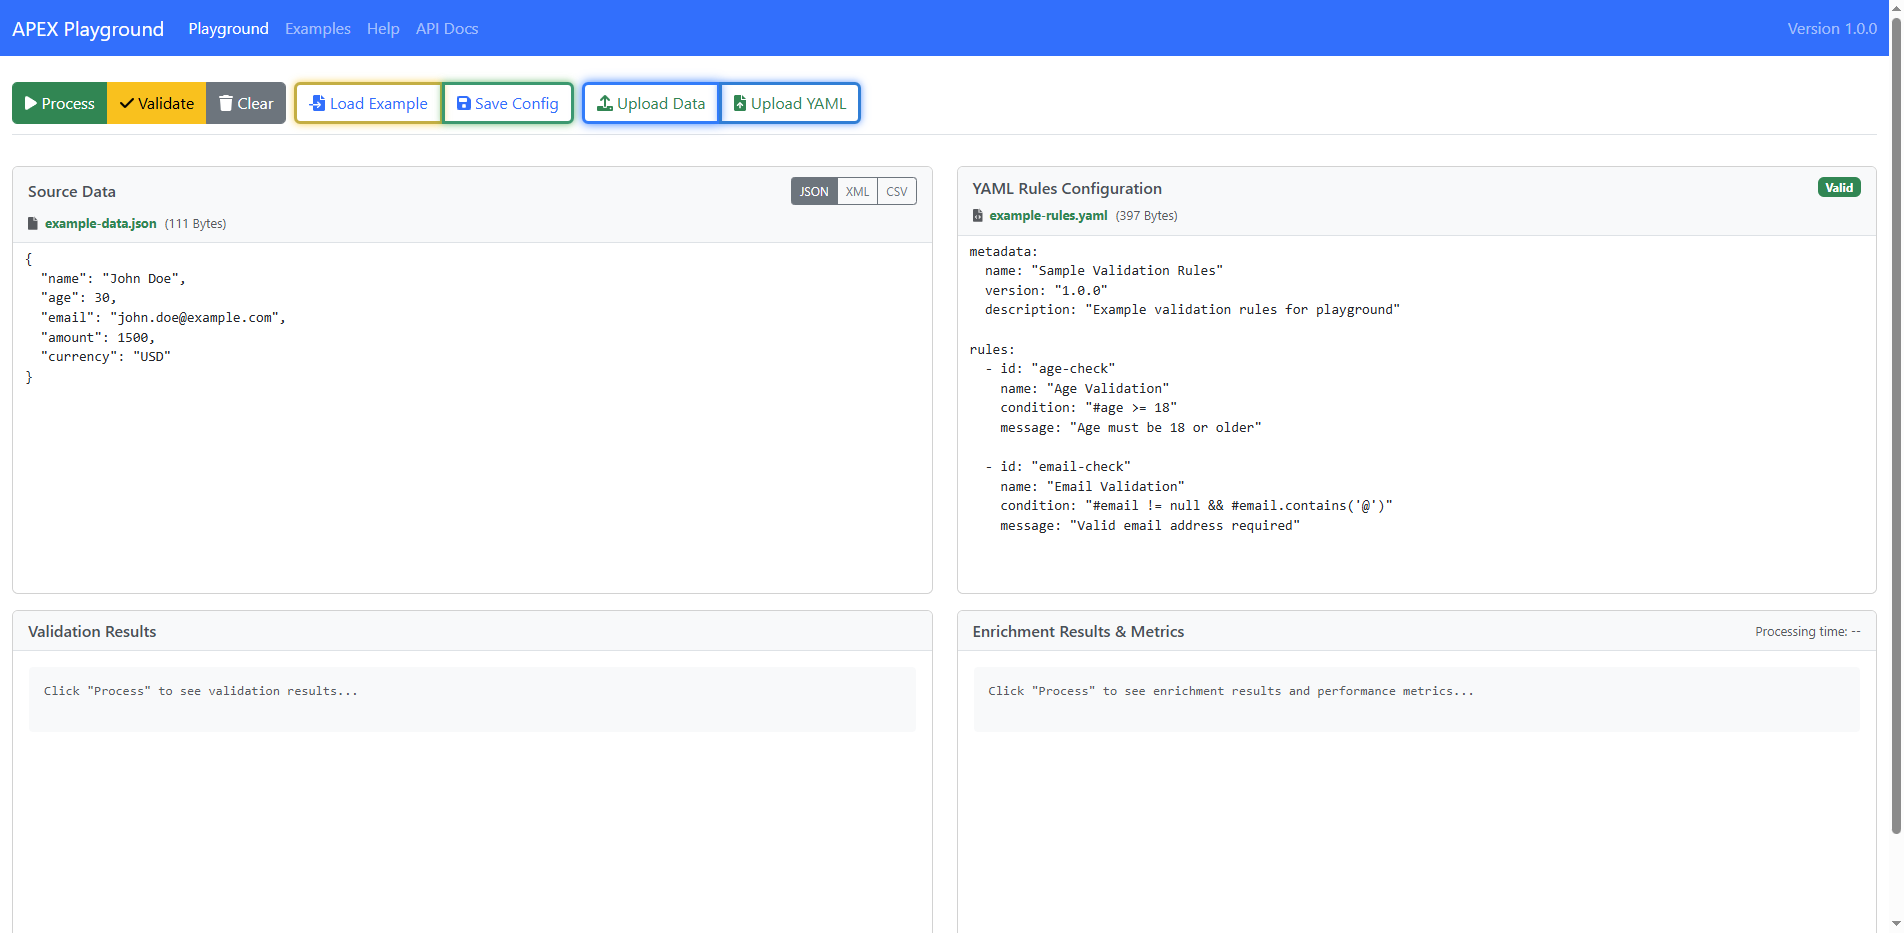 APEX Playground Playground Examples Help API Docs Version 1.0.0
Process Validate Clear Load Example Save Config Upload Data Upload YAML
Source Data JSON XML CSV
example-data.json (111 Bytes)
{
  "name": "John Doe",
  "age": 30,
  "email": "john.doe@example.com",
  "amount": 1500,
  "currency": "USD"
}
YAML Rules Configuration Valid
example-rules.yaml (397 Bytes)
metadata:
  name: "Sample Validation Rules"
  version: "1.0.0"
  description: "Example validation rules for playground"
rules:
  - id: "age-check"
    name: "Age Validation"
    condition: "#age >= 18"
    message: "Age must be 18 or older"
  - id: "email-check"
    name: "Email Validation"
    condition: "#email != null && #email.contains('@')"
    message: "Valid email address required"
Validation Results
Click "Process" to see validation results...
Enrichment Results & Metrics Processing time: --
Click "Process" to see enrichment results and performance metrics...